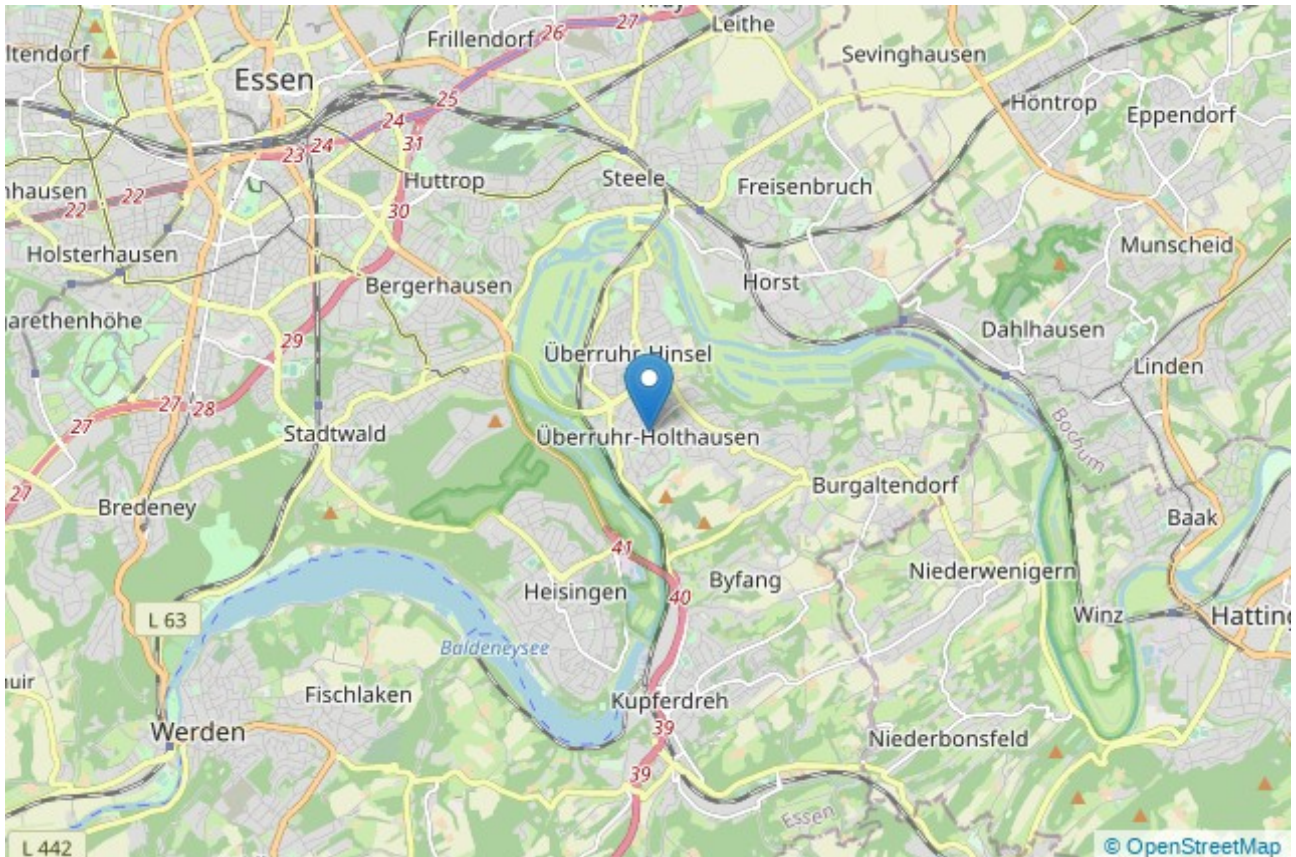 Leithe
27
26
Frillendorf
Sevinghausen
Essen
25
Höntrop
Eppendorf
24
31
23
24
Huttrop
Steele
Freisenbruch
22
22
30
Holsterhausen
Munscheid
Bergerhausen
Horst
Dahlhausen
29
Überruhr-Hinsel
Linden
27
28
27
Stadtwald
Überruhr-Holthausen
Bochum
27
Bredeney
Burgaltendorf
Baak
41
Heisingen
Byfang
40
Niederwenigern
L 63
Winz
Hatting
Baldeneysee
Fischlaken
Kupferdreh
Werden
39
Niederbonsfeld
39
Essen
L 442
© OpenStreetMap